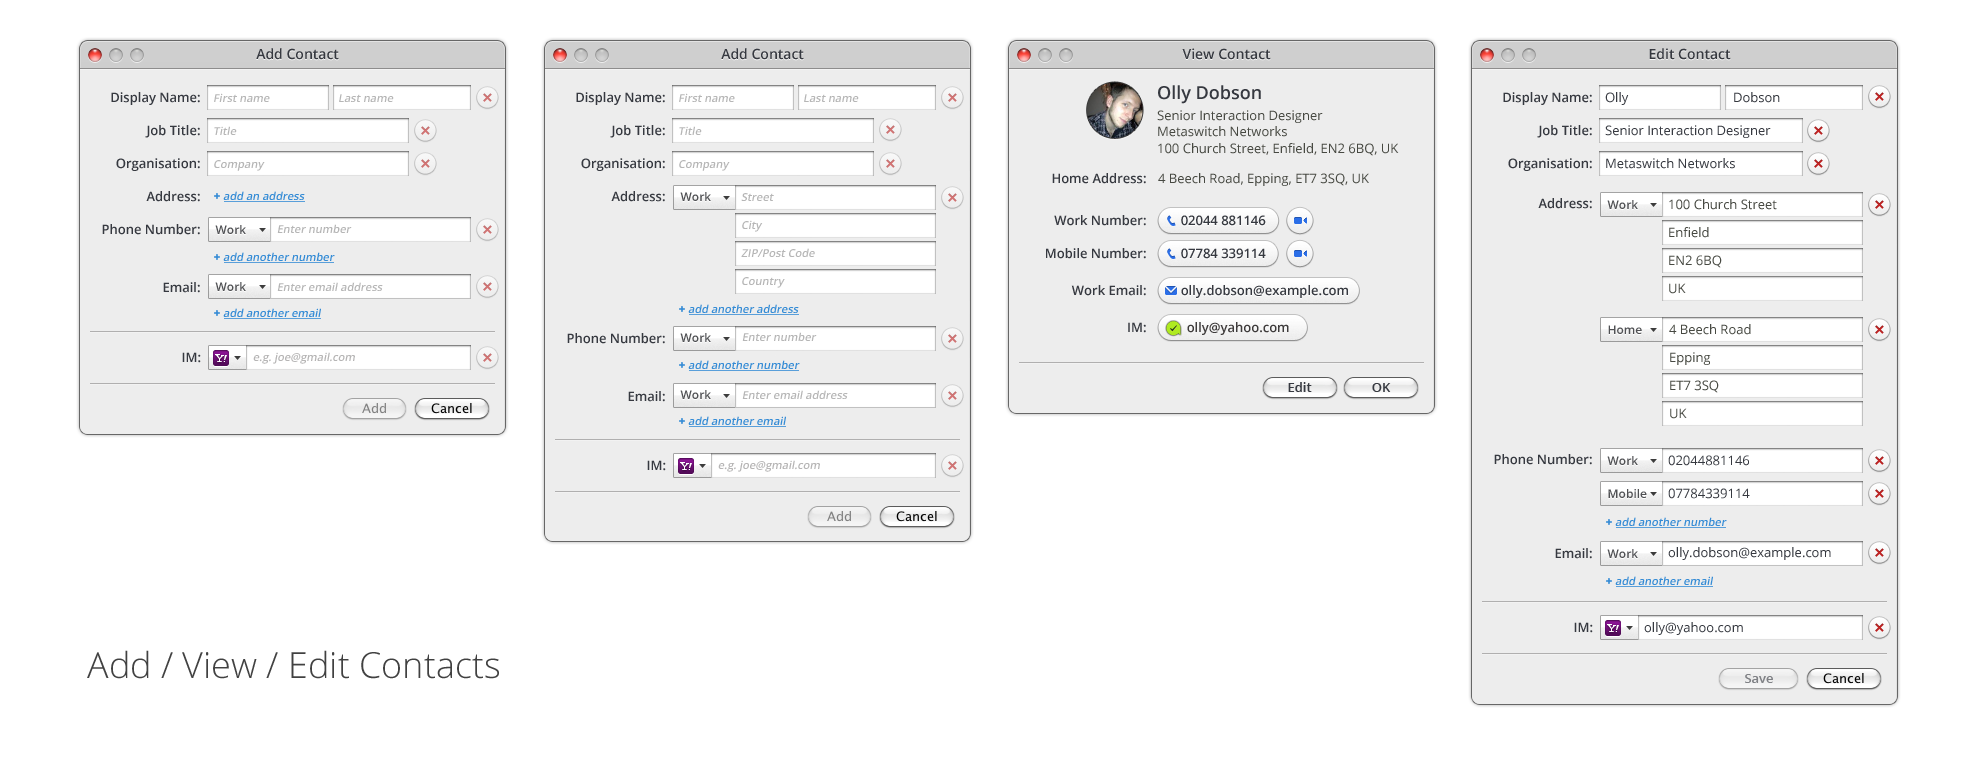 Add Contact
Display Name: First name Last name
Job Title: Title
Organisation: Company
Address: + add an address
Phone Number: Work Enter number
+ add another number
Email: Work Enter email address
+ add another email
IM: Y! e.g. joe@gmail.com
Add Cancel
Add Contact
Display Name: First name Last name
Job Title: Title
Organisation: Company
Address: Work Street
City
ZIP/Post Code
Country
+ add another address
Phone Number: Work Enter number
+ add another number
Email: Work Enter email address
+ add another email
IM: Y! e.g. joe@gmail.com
Add Cancel
View Contact
Olly Dobson
Senior Interaction Designer
Metaswitch Networks
100 Church Street, Enfield, EN2 6BQ, UK
Home Address: 4 Beech Road, Epping, ET7 3SQ, UK
Work Number: 02044 881146
Mobile Number: 07784 339114
Work Email: olly.dobson@example.com
IM: olly@yahoo.com
Edit OK
Edit Contact
Display Name: Olly Dobson
Job Title: Senior Interaction Designer
Organisation: Metaswitch Networks
Address: Work 100 Church Street
Enfield
EN2 6BQ
UK
Home 4 Beech Road
Epping
ET7 3SQ
UK
Phone Number: Work 02044881146
Mobile 07784339114
+ add another number
Email: Work olly.dobson@example.com
+ add another email
IM: Y! olly@yahoo.com
Save Cancel
Add / View / Edit Contacts